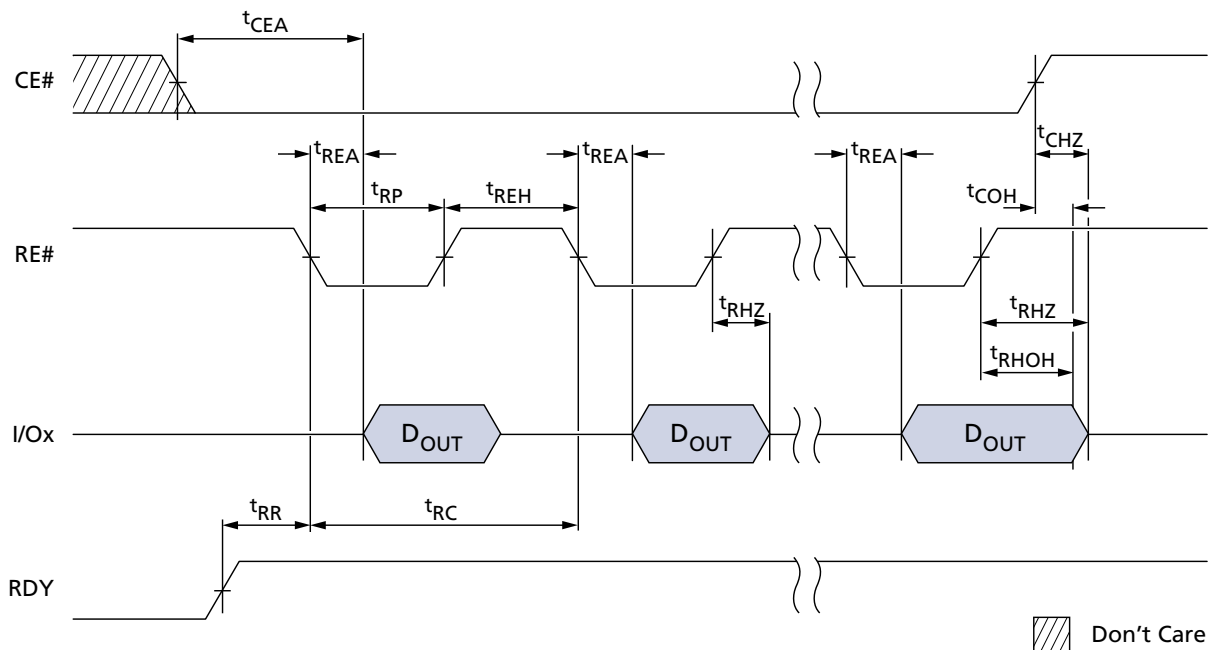 tCEA
CE#
tCHZ
tREA tREA tREA
tRP tREH tCOH
RE#
tRHZ tRHZ
tRHOH
I/Ox DOUT DOUT DOUT
tRR tRC
RDY
Don't Care